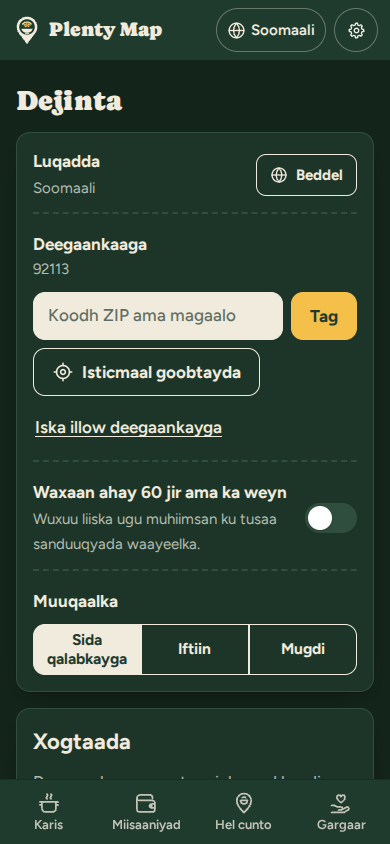 Plenty Map
Soomaali
Dejinta
Luqadda
Soomaali
Beddel
Deegaankaaga
92113
Koodh ZIP ama magaalo
Tag
Isticmaal goobtayda
Iska illow deegaankayga
Waxaan ahay 60 jir ama ka weyn
Wuxuu liiska ugu muhiimsan ku tusaa
sanduuqyada waayeelka.
Muuqaalka
Sida
qalabkayga
Iftiin
Mugdi
Xogtaada
Karis
Miisaaniyad
Hel cunto
Gargaar